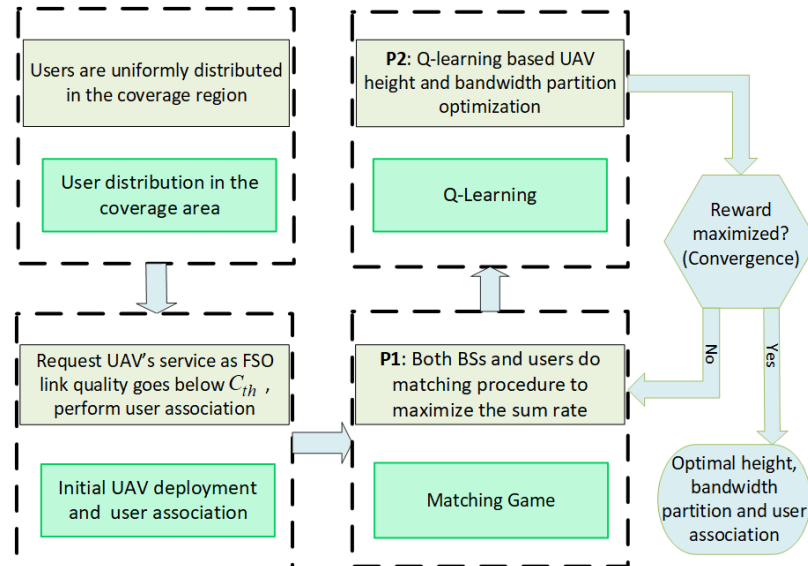 Users are uniformly distributed
in the coverage region
User distribution in the
coverage area
Request UAV's service as FSO
link quality goes below C_th ,
perform user association
Initial UAV deployment
and user association
P1: Both BSs and users do
matching procedure to
maximize the sum rate
Matching Game
P2: Q-learning based UAV
height and bandwidth partition
optimization
Q-Learning
Reward
maximized?
(Convergence)
No
Yes
Optimal height,
bandwidth
partition and user
association